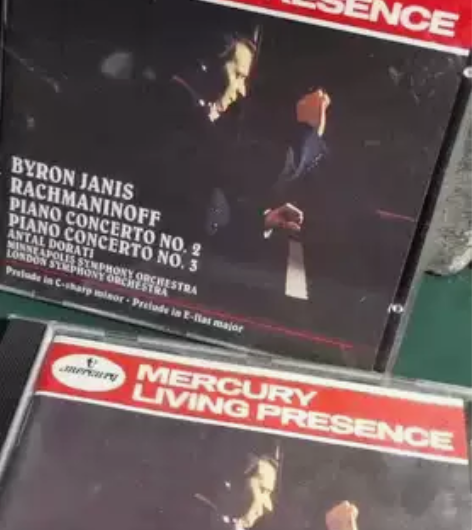 PRESENCE
BYRON JANIS
RACHMANINOFF
PIANO CONCERTO NO. 2
PIANO CONCERTO NO. 3
ANTAL DORATI
MINNEAPOLIS SYMPHONY ORCHESTRA
LONDON SYMPHONY ORCHESTRA
Prelude in C-sharp minor • Prelude in E-flat major
mercury
MERCURY
LIVING PRESENCE